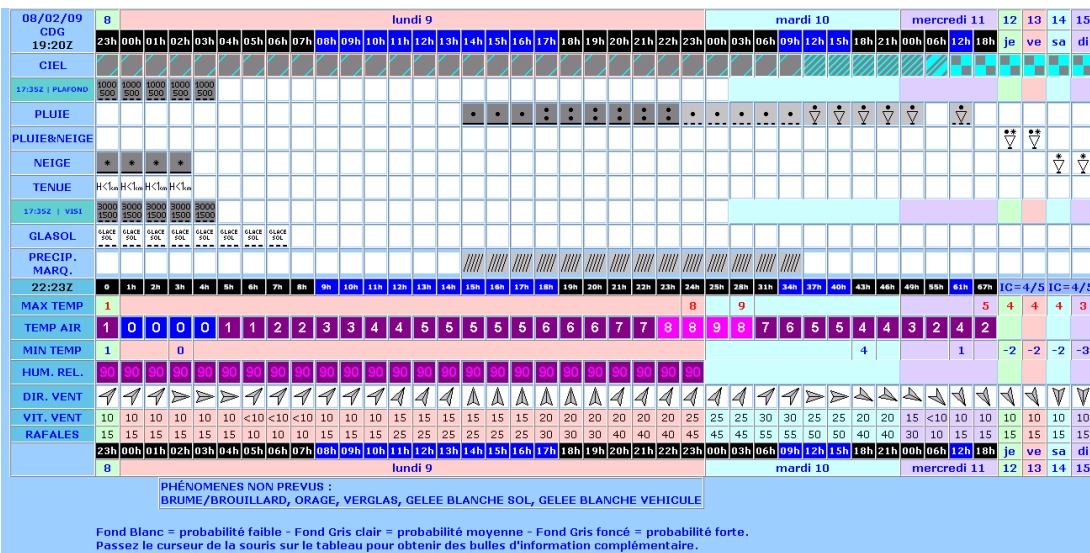 08/02/09 8 lundi 9 mardi 10 mercredi 11 12 13 14 15
CDG
19:20Z 23h 00h 01h 02h 03h 04h 05h 06h 07h 08h 09h 10h 11h 12h 13h 14h 15h 16h 17h 18h 19h 20h 21h 22h 23h 00h 03h 06h 09h 12h 15h 18h 21h 00h 06h 12h 18h je ve sa di
CIEL
17:35Z | PLAFOND 1000 1000 1000 1000 1000
500 500 500 500 500
PLUIE
PLUIE&NEIGE
NEIGE
TENUE H<1km H<1km H<1km H<1km
17:35Z | VISI 3000 3000 3000 3000 3000
1500 1500 1500 1500 1500
GLASOL GLACE GLACE GLACE GLACE GLACE GLACE GLACE GLACE
SOL SOL SOL SOL SOL SOL SOL SOL
PRECIP.
MARQ.
22:23Z 0 1h 2h 3h 4h 5h 6h 7h 8h 9h 10h 11h 12h 13h 14h 15h 16h 17h 18h 19h 20h 21h 22h 23h 24h 25h 28h 31h 34h 37h 40h 43h 46h 49h 55h 61h 67h IC=4/5 IC=4/5
MAX TEMP 1 8 9 5 4 4 4 3
TEMP AIR 1 0 0 0 0 1 1 2 2 3 3 4 4 5 5 5 5 5 6 6 6 7 7 8 8 9 8 7 6 5 5 4 4 3 2 4 2
MIN TEMP 1 0 4 1 -2 -2 -2 -3
HUM. REL. 90 90 90 90 90 90 90 90 90 90 90 90 90 90 90 90 90 90 90 90 90 90 90 90 90
DIR. VENT
VIT. VENT 10 10 10 10 10 10 <10 <10 <10 10 10 15 15 15 15 15 15 15 20 20 20 20 20 20 25 25 25 30 30 25 25 20 20 15 <10 10 10 10 10 10 10
RAFALES 15 15 15 15 15 15 10 10 10 15 15 15 15 25 25 25 25 25 30 30 30 40 40 40 45 45 45 55 55 50 50 40 40 30 10 15 15 15 15 15 15
23h 00h 01h 02h 03h 04h 05h 06h 07h 08h 09h 10h 11h 12h 13h 14h 15h 16h 17h 18h 19h 20h 21h 22h 23h 00h 03h 06h 09h 12h 15h 18h 21h 00h 06h 12h 18h je ve sa di
8 lundi 9 mardi 10 mercredi 11 12 13 14 15
PHÉNOMENES NON PREVUS :
BRUME/BROUILLARD, ORAGE, VERGLAS, GELEE BLANCHE SOL, GELEE BLANCHE VEHICULE
Fond Blanc = probabilité faible - Fond Gris clair = probabilité moyenne - Fond Gris foncé = probabilité forte.
Passez le curseur de la souris sur le tableau pour obtenir des bulles d'information complémentaire.